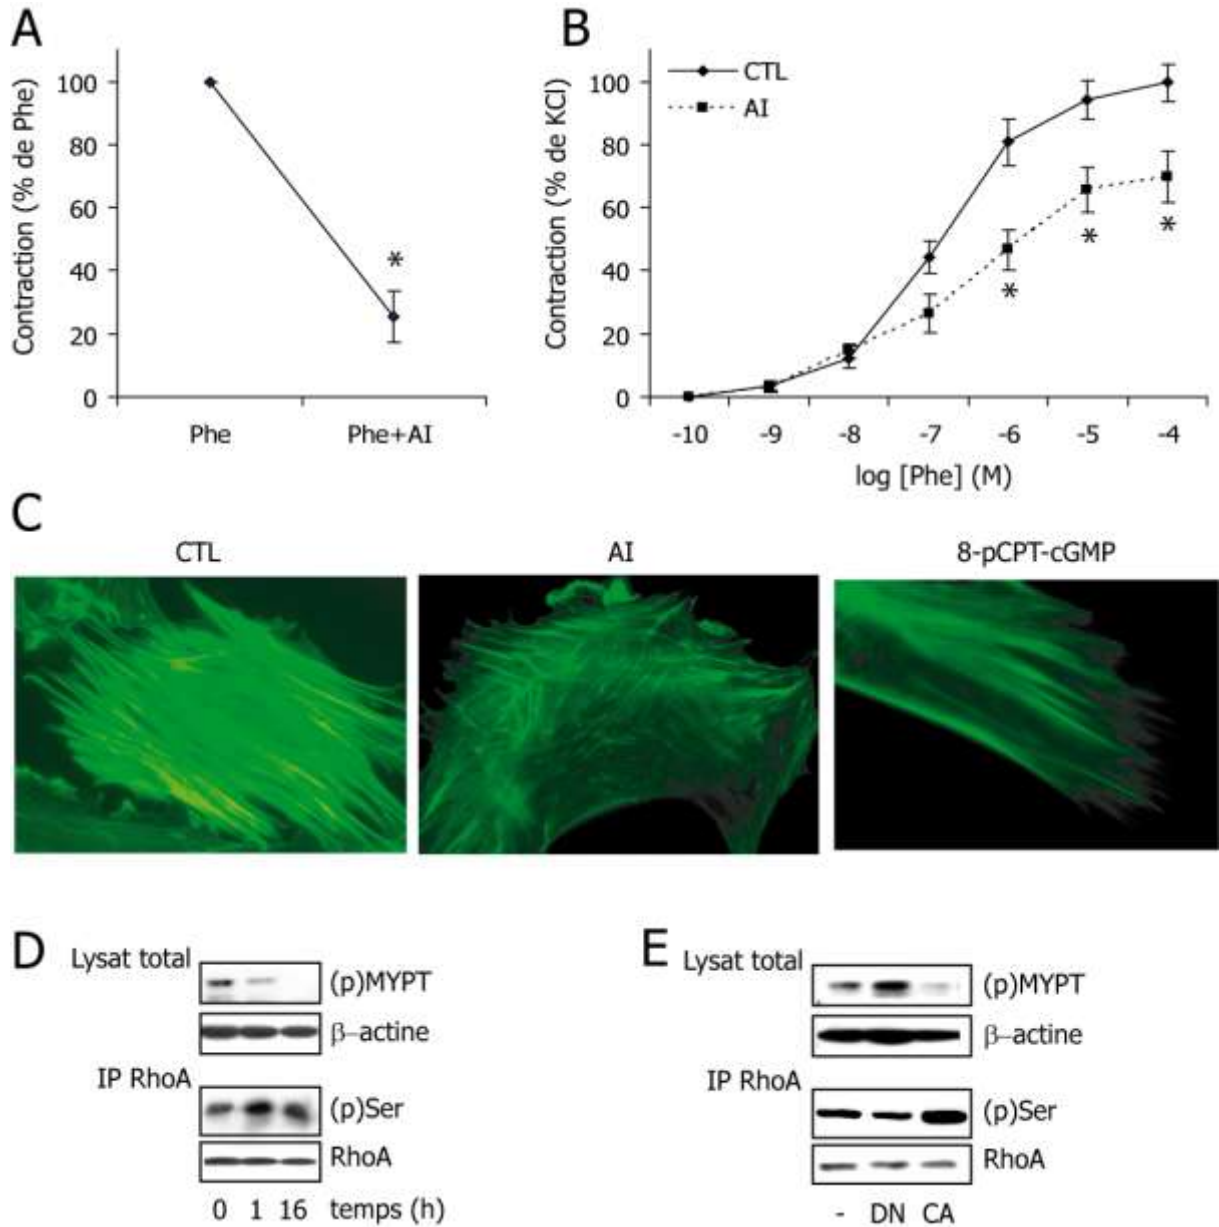 A
Contraction (% de Phe)
100
80
60
40
20
0
*
Phe Phe+AI
B
Contraction (% de KCl)
CTL
AI
100
80
60
40
20
0
* * *
-10 -9 -8 -7 -6 -5 -4
log [Phe] (M)
C
CTL AI 8-pCPT-cGMP
D
Lysat total
(p)MYPT
β-actine
IP RhoA
(p)Ser
RhoA
0 1 16 temps (h)
E
Lysat total
(p)MYPT
β-actine
IP RhoA
(p)Ser
RhoA
- DN CA